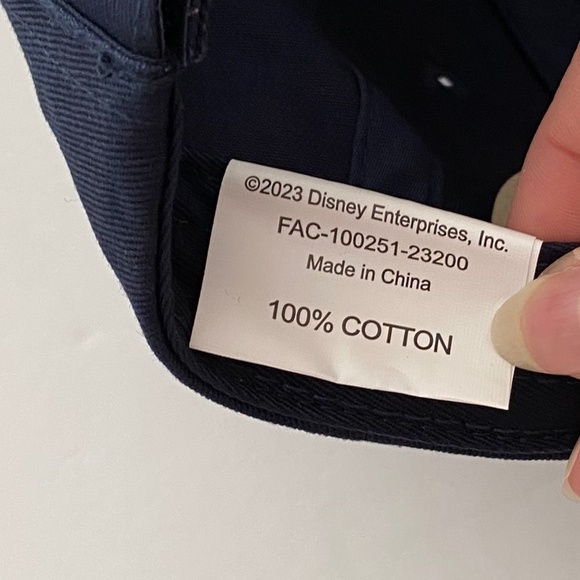 ©2023 Disney Enterprises, Inc.
FAC-100251-23200
Made in China
100% COTTON